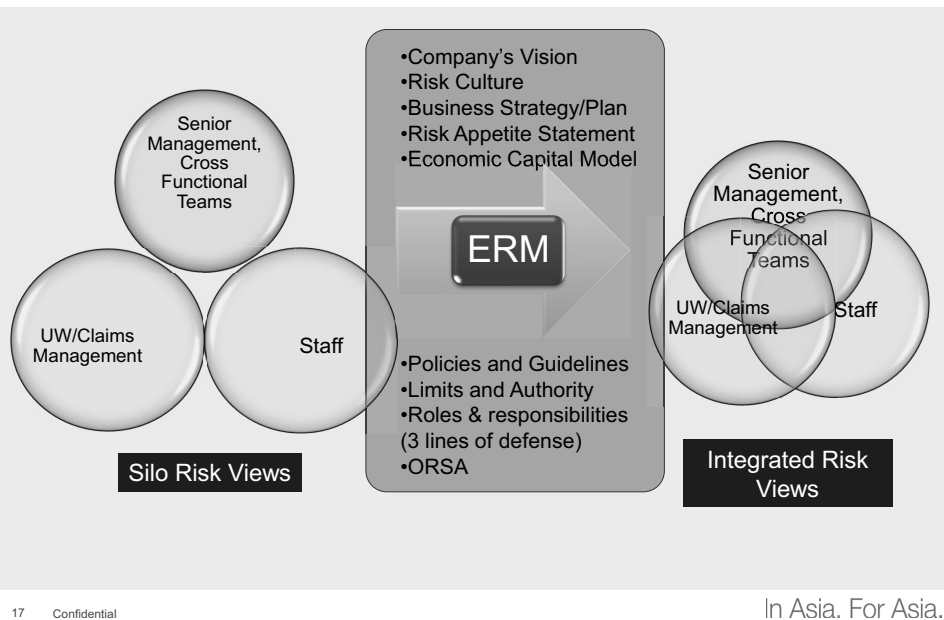 Senior
Management,
Cross
Functional
Teams
UW/Claims
Management
Staff
Silo Risk Views
•Company's Vision
•Risk Culture
•Business Strategy/Plan
•Risk Appetite Statement
•Economic Capital Model
ERM
•Policies and Guidelines
•Limits and Authority
•Roles & responsibilities
(3 lines of defense)
•ORSA
Senior
Management,
Cross
Functional
Teams
UW/Claims
Management
Staff
Integrated Risk
Views
17 Confidential
In Asia. For Asia.